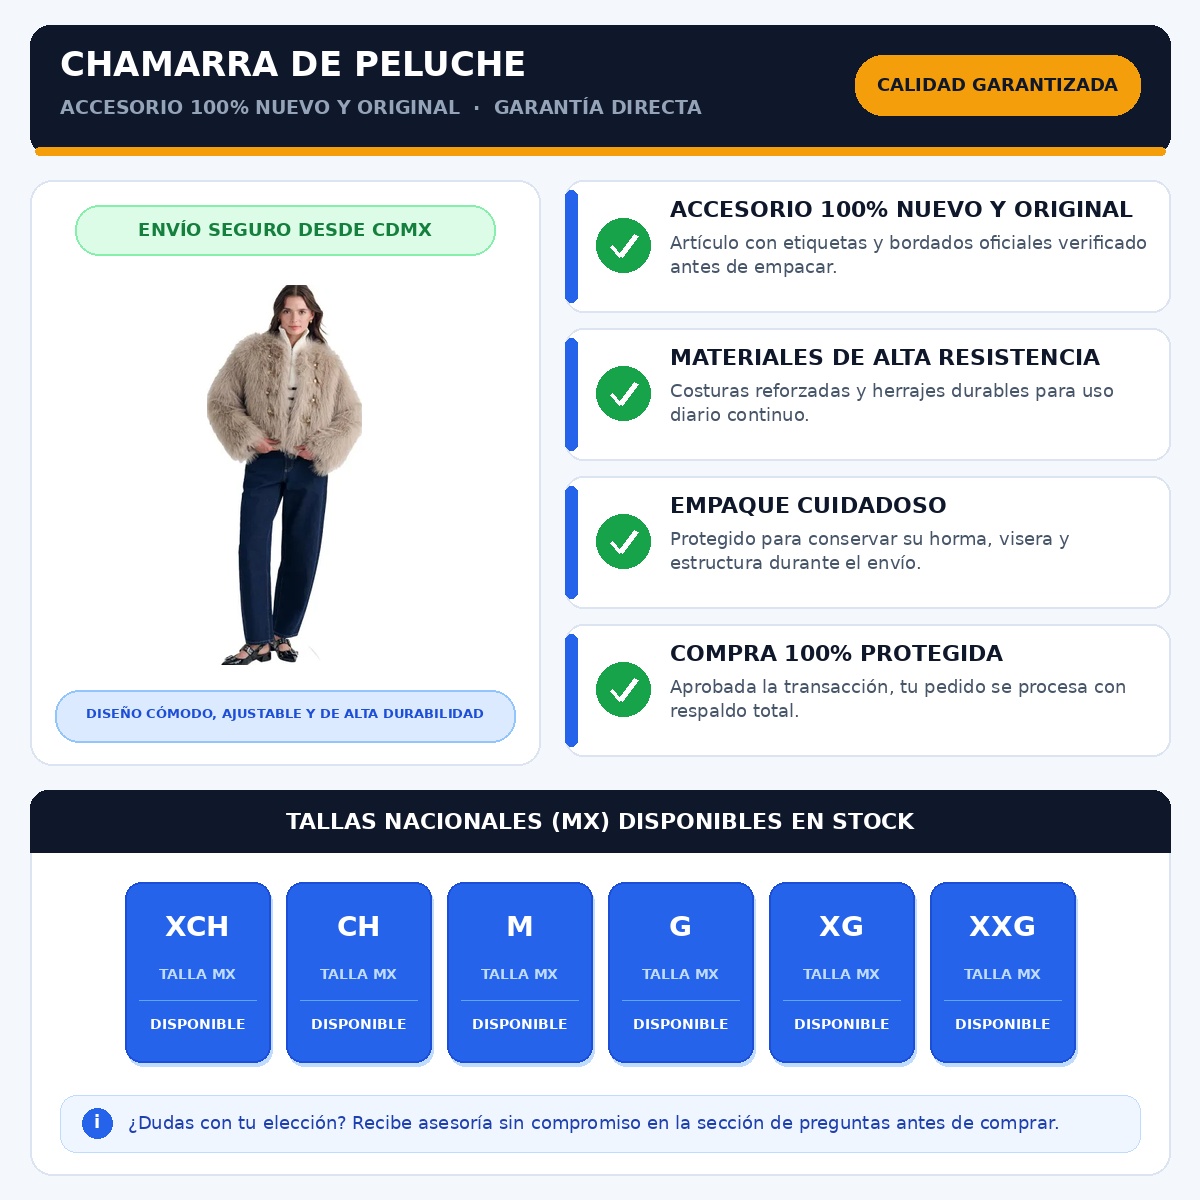 CHAMARRA DE PELUCHE
ACCESORIO 100% NUEVO Y ORIGINAL · GARANTÍA DIRECTA
CALIDAD GARANTIZADA
ENVÍO SEGURO DESDE CDMX
DISEÑO CÓMODO, AJUSTABLE Y DE ALTA DURABILIDAD
ACCESORIO 100% NUEVO Y ORIGINAL
Artículo con etiquetas y bordados oficiales verificado
antes de empacar.
MATERIALES DE ALTA RESISTENCIA
Costuras reforzadas y herrajes durables para uso
diario continuo.
EMPAQUE CUIDADOSO
Protegido para conservar su horma, visera y
estructura durante el envío.
COMPRA 100% PROTEGIDA
Aprobada la transacción, tu pedido se procesa con
respaldo total.
TALLAS NACIONALES (MX) DISPONIBLES EN STOCK
XCH
TALLA MX
DISPONIBLE
CH
TALLA MX
DISPONIBLE
M
TALLA MX
DISPONIBLE
G
TALLA MX
DISPONIBLE
XG
TALLA MX
DISPONIBLE
XXG
TALLA MX
DISPONIBLE
i ¿Dudas con tu elección? Recibe asesoría sin compromiso en la sección de preguntas antes de comprar.